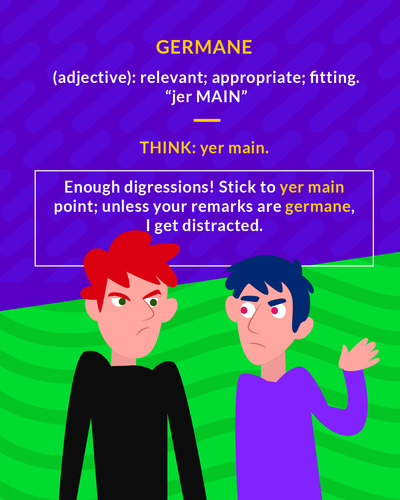 GERMANE
(adjective): relevant; appropriate; fitting.
“jer MAIN”
THINK: yer main.
Enough digressions! Stick to yer main
point; unless your remarks are germane,
I get distracted.